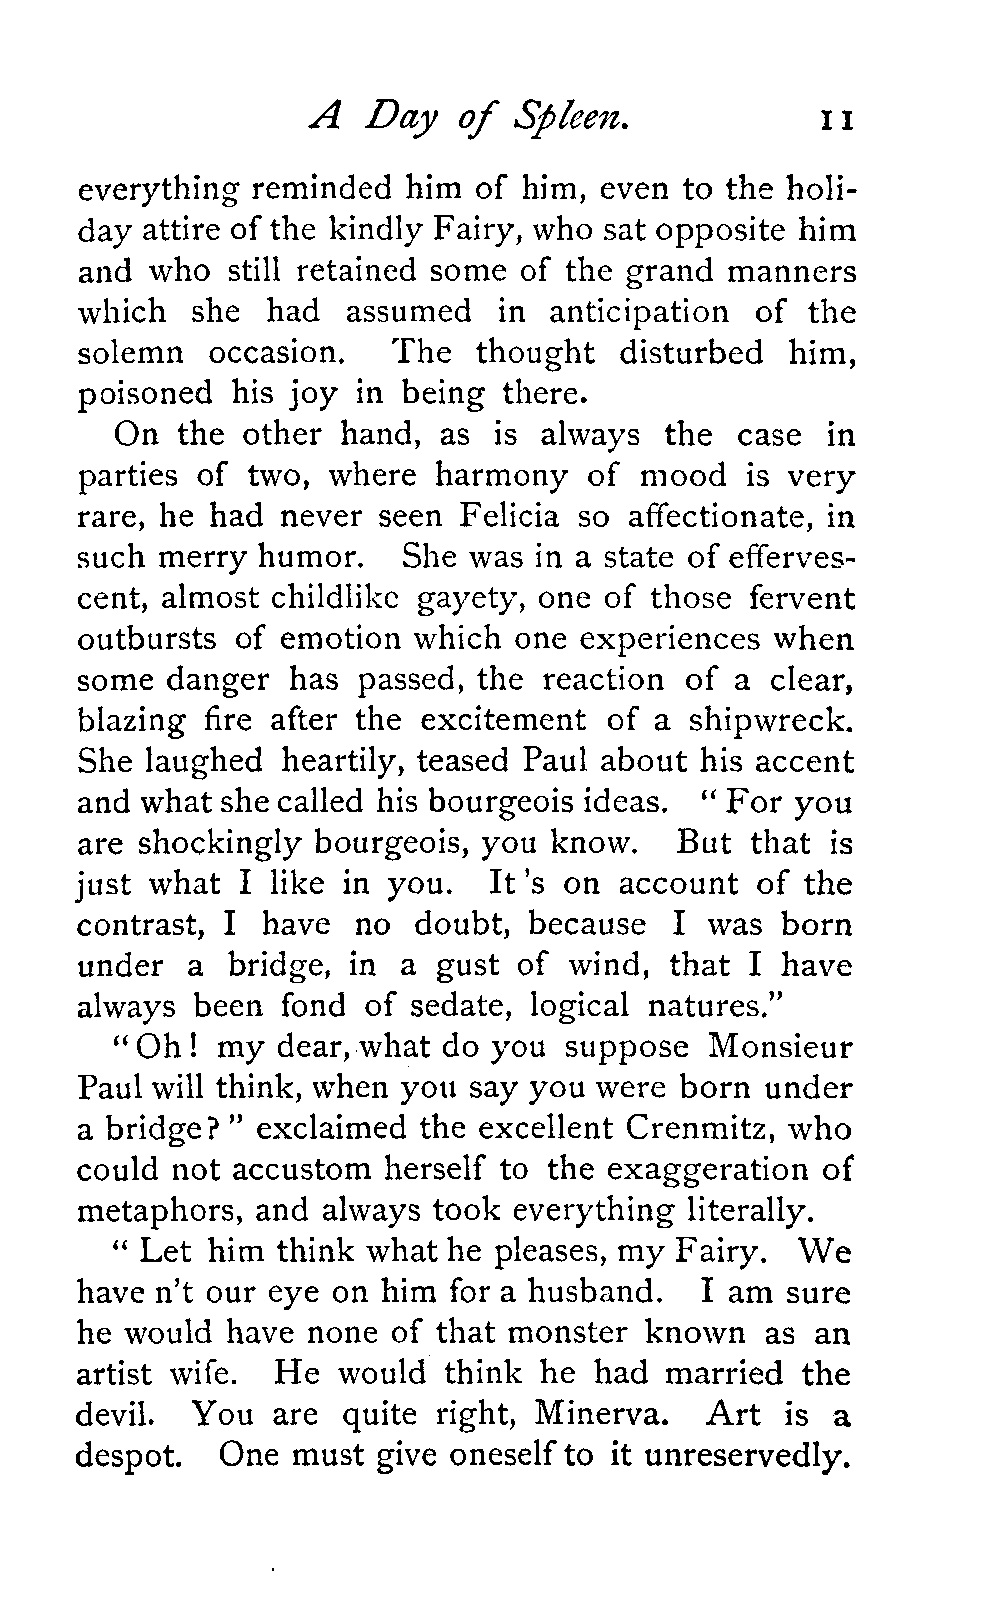 A Day of Spleen. 11
everything reminded him of him, even to the holi-
day attire of the kindly Fairy, who sat opposite him
and who still retained some of the grand manners
which she had assumed in anticipation of the
solemn occasion. The thought disturbed him,
poisoned his joy in being there.
On the other hand, as is always the case in
parties of two, where harmony of mood is very
rare, he had never seen Felicia so affectionate, in
such merry humor. She was in a state of efferves-
cent, almost childlike gayety, one of those fervent
outbursts of emotion which one experiences when
some danger has passed, the reaction of a clear,
blazing fire after the excitement of a shipwreck.
She laughed heartily, teased Paul about his accent
and what she called his bourgeois ideas. “ For you
are shockingly bourgeois, you know. But that is
just what I like in you. It 's on account of the
contrast, I have no doubt, because I was born
under a bridge, in a gust of wind, that I have
always been fond of sedate, logical natures.”
“ Oh ! my dear, what do you suppose Monsieur
Paul will think, when you say you were born under
a bridge? ” exclaimed the excellent Crenmitz, who
could not accustom herself to the exaggeration of
metaphors, and always took everything literally.
“ Let him think what he pleases, my Fairy. We
have n't our eye on him for a husband. I am sure
he would have none of that monster known as an
artist wife. He would think he had married the
devil. You are quite right, Minerva. Art is a
despot. One must give oneself to it unreservedly.